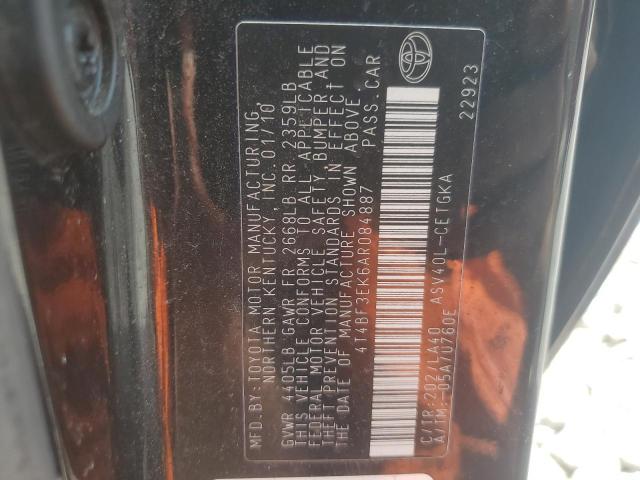 MFD.BY: TOYOTA MOTOR MANUFACTURING,
NORTHERN KENTUCKY, INC. 01/10
GVWR 4405LB GAWR FR 2668LB RR 2359LB
THIS VEHICLE CONFORMS TO ALL APPLICABLE
FEDERAL MOTOR VEHICLE SAFETY, BUMPER AND
THEFT PREVENTION STANDARDS IN EFFECT ON
THE DATE OF MANUFACTURE SHOWN ABOVE.
4T4BF3EK6AR084887 PASS.CAR
C/TR:202/LA40 ASV40L-CETGKA
A/TM:-05A/U760E 22923